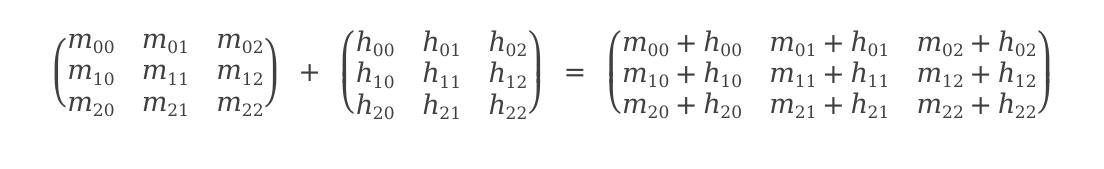 m₀₀ m₀₁ m₀₂   h₀₀ h₀₁ h₀₂   m₀₀ + h₀₀ m₀₁ + h₀₁ m₀₂ + h₀₂
(m₁₀ m₁₁ m₁₂) + (h₁₀ h₁₁ h₁₂) = (m₁₀ + h₁₀ m₁₁ + h₁₁ m₁₂ + h₁₂)
m₂₀ m₂₁ m₂₂   h₂₀ h₂₁ h₂₂   m₂₀ + h₂₀ m₂₁ + h₂₁ m₂₂ + h₂₂